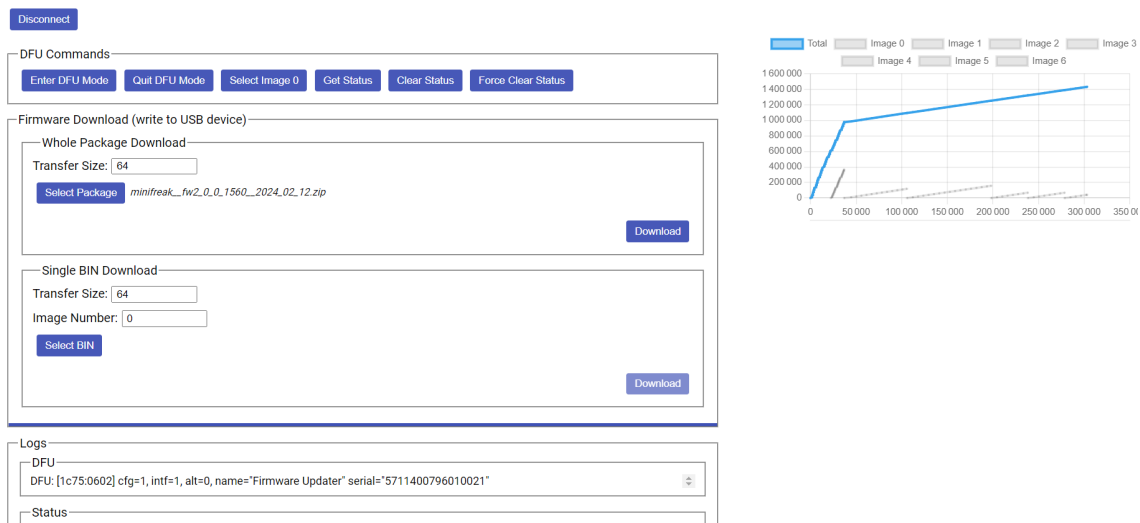 Disconnect
DFU Commands
Enter DFU Mode Quit DFU Mode Select Image 0 Get Status Clear Status Force Clear Status
Firmware Download (write to USB device)
Whole Package Download
Transfer Size: 64
Select Package minifreak__fw2_0_0_1560__2024_02_12.zip
Download
Single BIN Download
Transfer Size: 64
Image Number: 0
Select BIN
Download
Logs
DFU
DFU: [1c75:0602] cfg=1, intf=1, alt=0, name="Firmware Updater" serial="5711400796010021"
Status
Total Image 0 Image 1 Image 2 Image 3
Image 4 Image 5 Image 6
1 600 000
1 400 000
1 200 000
1 000 000
800 000
600 000
400 000
200 000
0
0 50 000 100 000 150 000 200 000 250 000 300 000